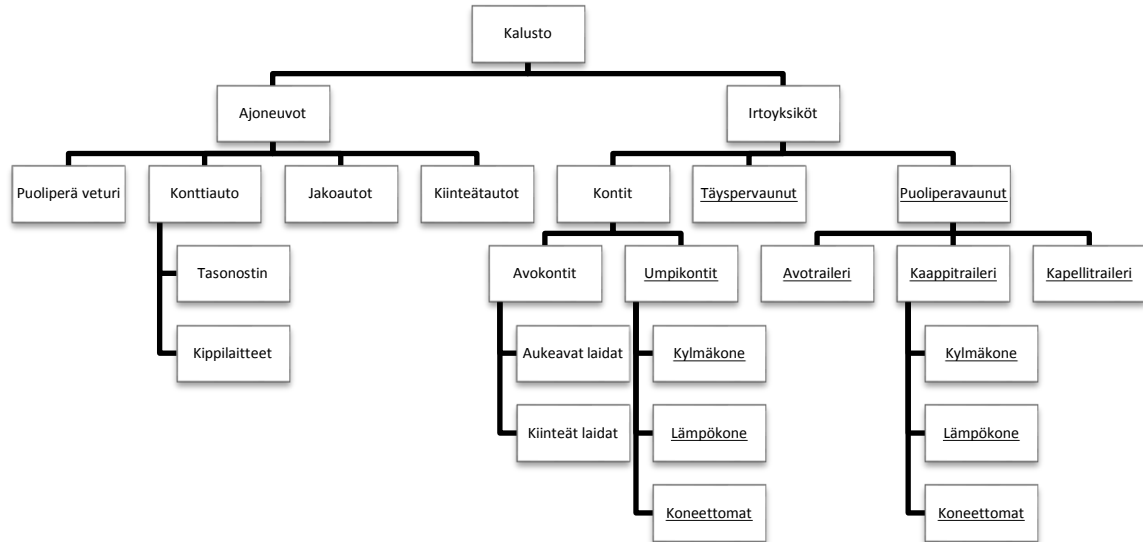 Kalusto
Ajoneuvot
Irtoyksiköt
Puoliperä veturi
Konttiauto
Jakoautot
Kiinteätautot
Kontit
Täyspervaunut
Puoliperavaunut
Tasonostin
Avokontit
Umpikontit
Avotraileri
Kaappitraileri
Kapellitraileri
Kippilaitteet
Aukeavat laidat
Kylmäkone
Kylmäkone
Kiinteät laidat
Lämpökone
Lämpökone
Koneettomat
Koneettomat